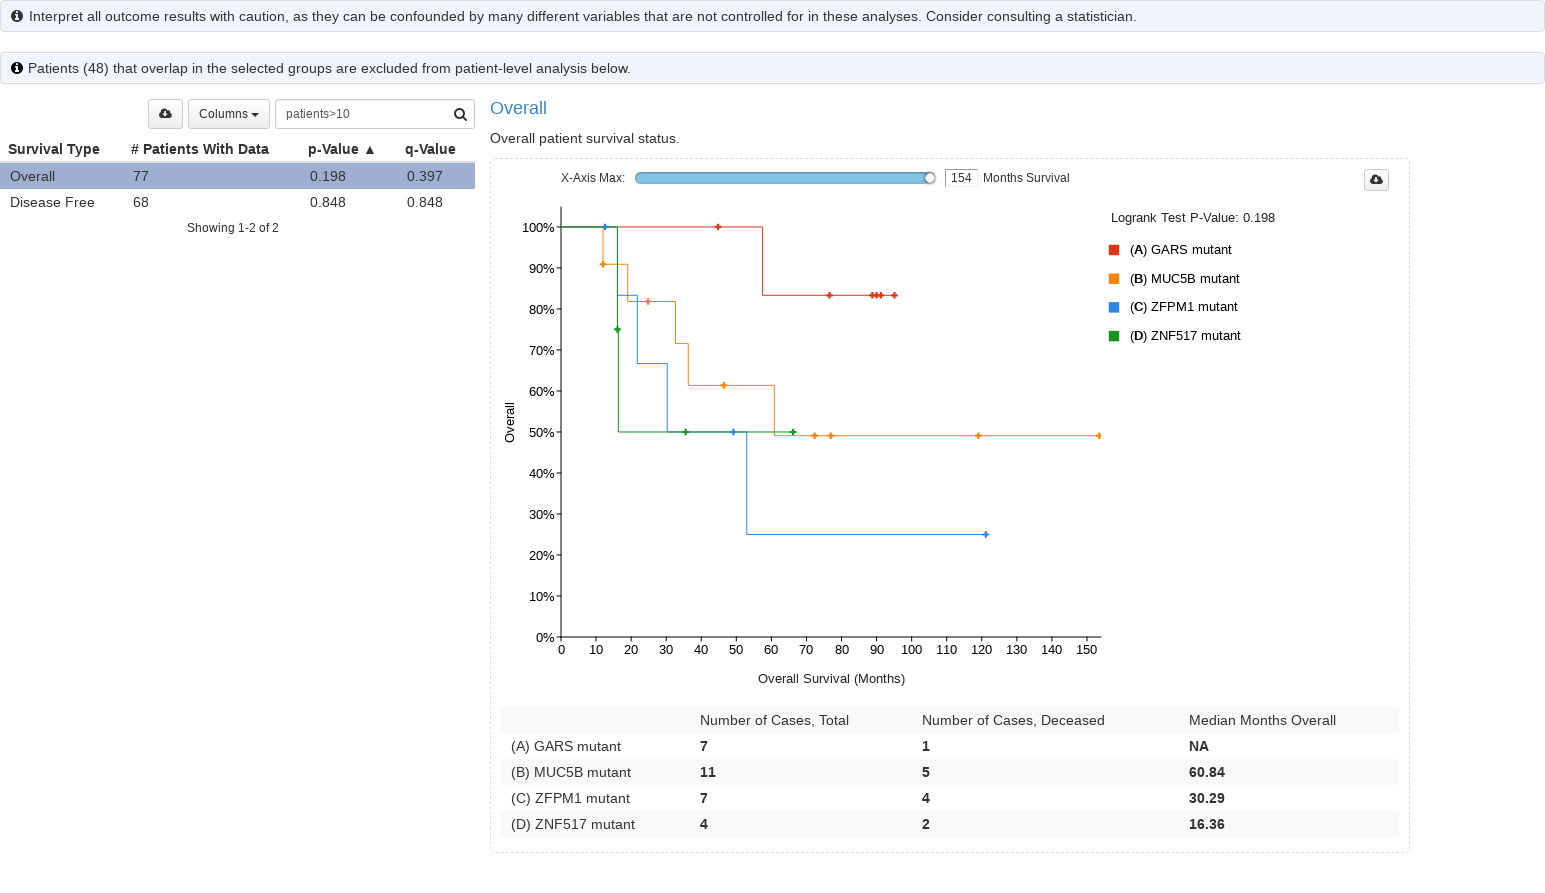 Interpret all outcome results with caution, as they can be confounded by many different variables that are not controlled for in these analyses. Consider consulting a statistician.
Patients (48) that overlap in the selected groups are excluded from patient-level analysis below.
Columns
patients>10
Survival Type # Patients With Data p-Value ▲ q-Value
Overall 77 0.198 0.397
Disease Free 68 0.848 0.848
Showing 1-2 of 2
Overall
Overall patient survival status.
X-Axis Max: 154 Months Survival
Logrank Test P-Value: 0.198
(A) GARS mutant
(B) MUC5B mutant
(C) ZFPM1 mutant
(D) ZNF517 mutant
100%
90%
80%
70%
60%
50%
40%
30%
20%
10%
0%
Overall
0 10 20 30 40 50 60 70 80 90 100 110 120 130 140 150
Overall Survival (Months)
Number of Cases, Total Number of Cases, Deceased Median Months Overall
(A) GARS mutant 7 1 NA
(B) MUC5B mutant 11 5 60.84
(C) ZFPM1 mutant 7 4 30.29
(D) ZNF517 mutant 4 2 16.36